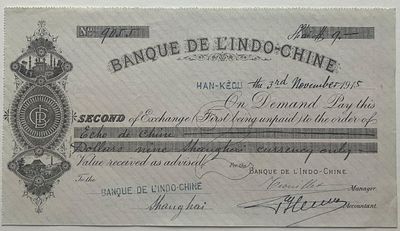 No. 9055
BANQUE DE L'INDO-CHINE
HAN-KEOU the 3rd November 1915
On Demand Pay this
SECOND of Exchange (First being unpaid) to the order of
Echo de Chine
Dollars nine Shanghai currency only
Value received as advised
For the BANQUE DE L'INDO-CHINE.
To the
BANQUE DE L'INDO-CHINE
Manager.
Shanghai
Accountant.